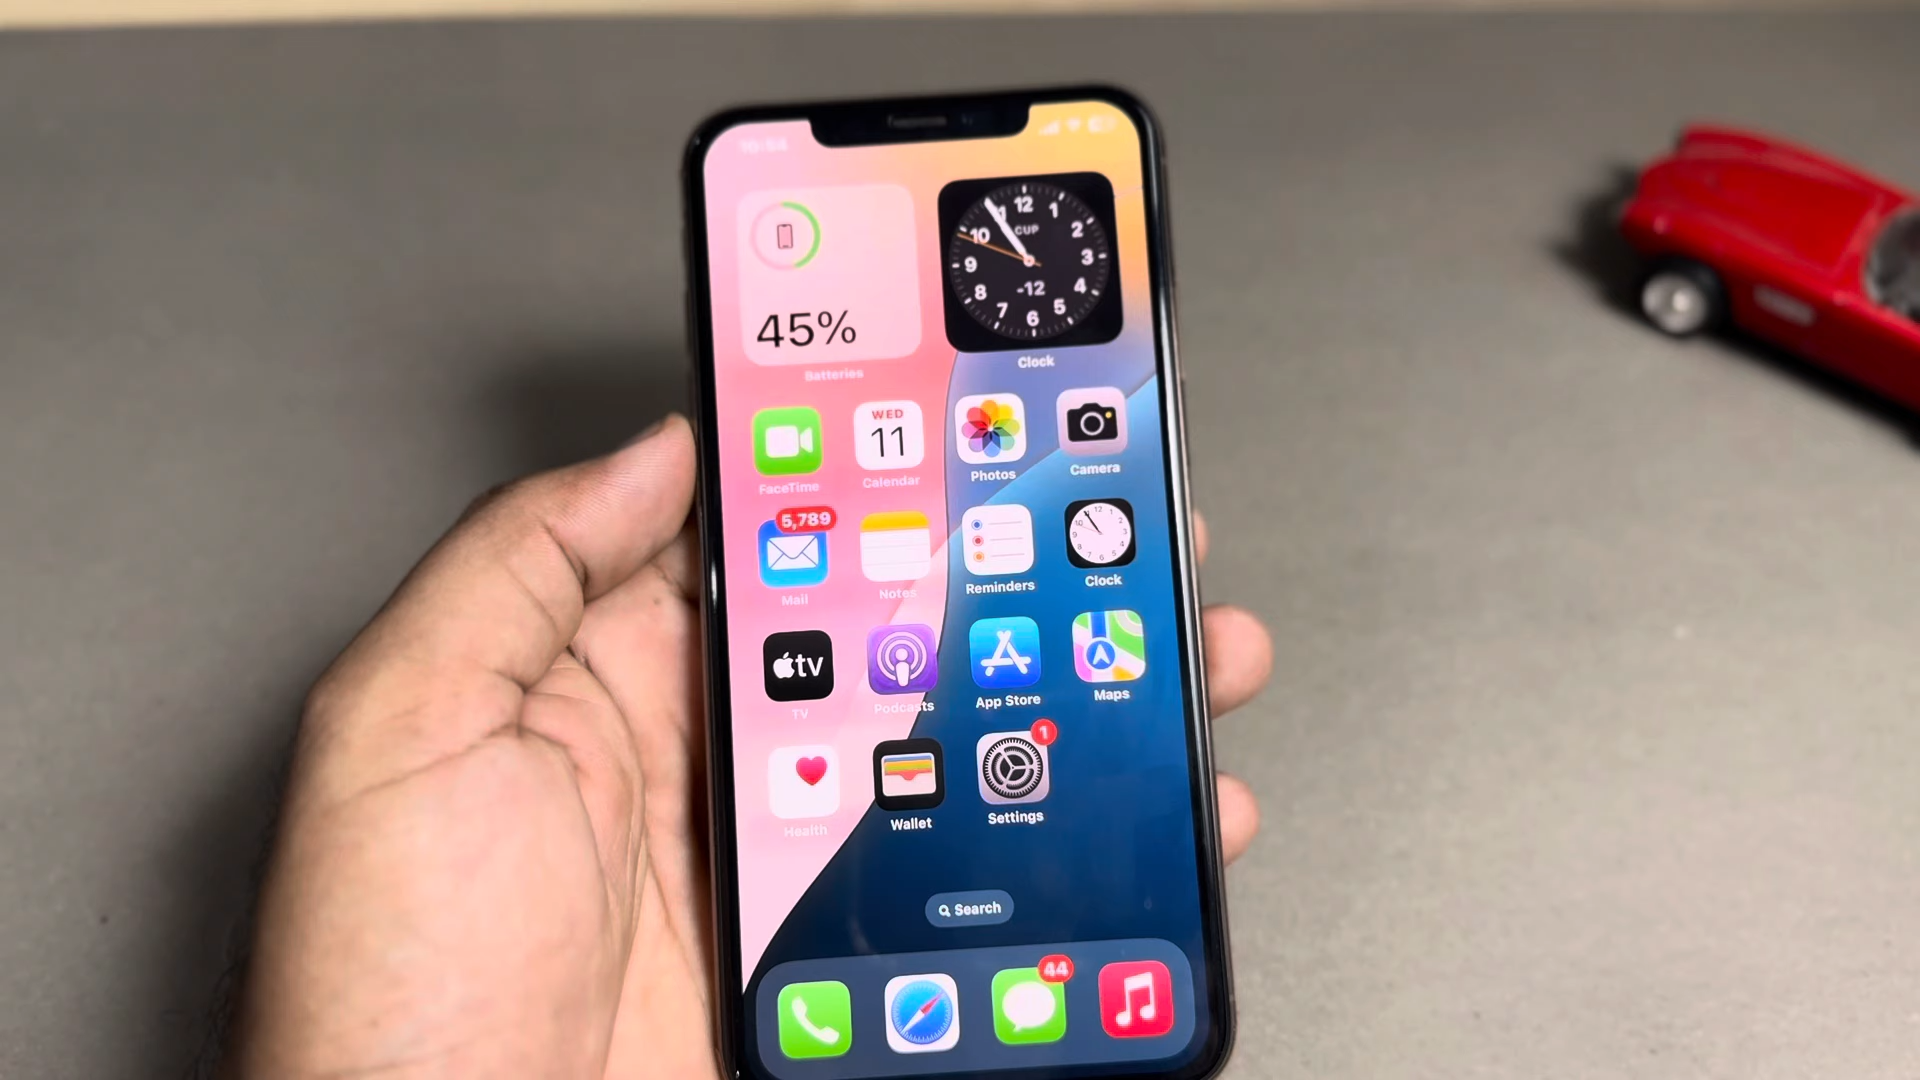 45%
Batteries
12
1
2
3
4
5
6
7
8
9
10
11
CUP
-12
Clock
FaceTime
WED
11
Calendar
Photos
Camera
5,789
Mail
Notes
Reminders
Clock
tv
TV
Podcasts
App Store
Maps
Health
Wallet
1
Settings
Search
44